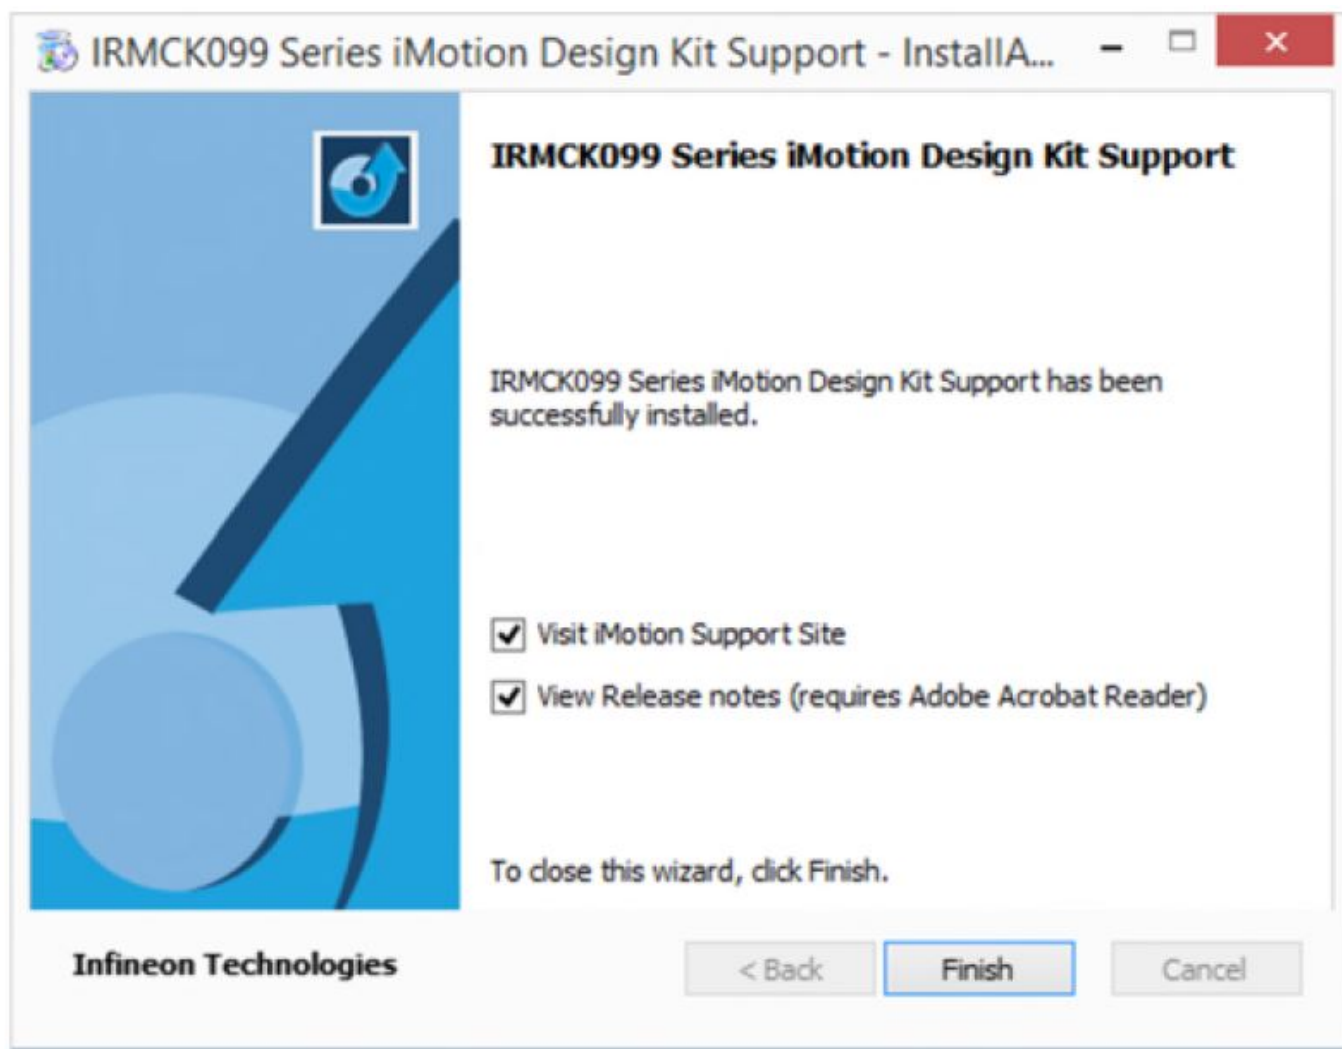 IRMCK099 Series iMotion Design Kit Support - InstallA...
IRMCK099 Series iMotion Design Kit Support
IRMCK099 Series iMotion Design Kit Support has been
successfully installed.
Visit iMotion Support Site
View Release notes (requires Adobe Acrobat Reader)
To close this wizard, click Finish.
Infineon Technologies
< Back
Finish
Cancel